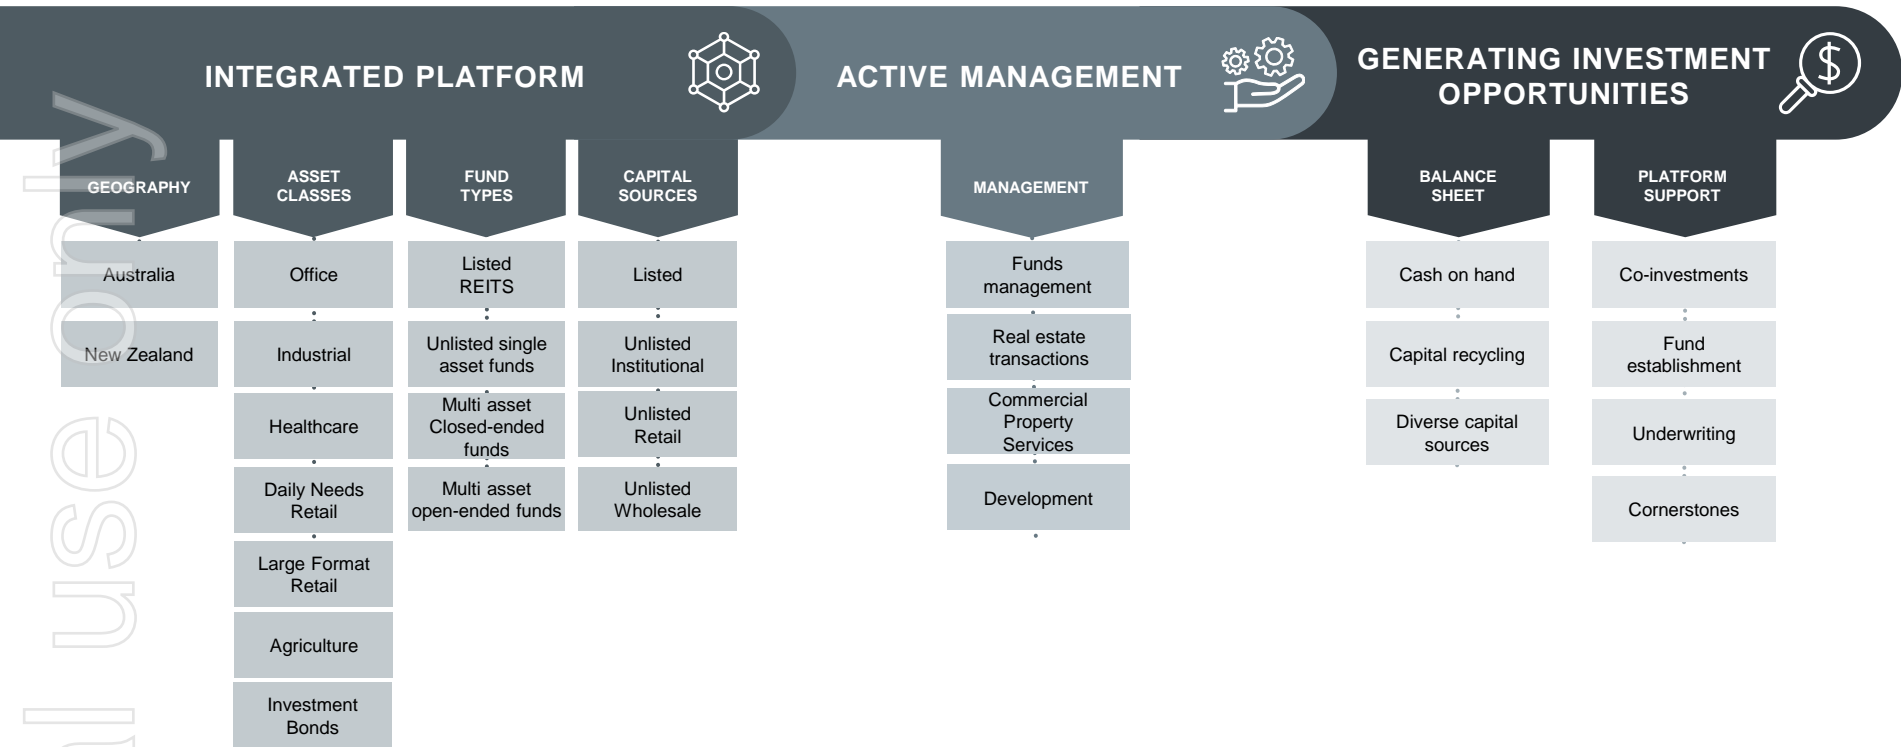 INTEGRATED PLATFORM
ACTIVE MANAGEMENT
GENERATING INVESTMENT
OPPORTUNITIES
GEOGRAPHY
Australia
New Zealand
ASSET
CLASSES
Office
Industrial
Healthcare
Daily Needs
Retail
Large Format
Retail
Agriculture
Investment
Bonds
FUND
TYPES
Listed
REITS
Unlisted single
asset funds
Multi asset
Closed-ended
funds
Multi asset
open-ended funds
CAPITAL
SOURCES
Listed
Unlisted
Institutional
Unlisted
Retail
Unlisted
Wholesale
MANAGEMENT
Funds
management
Real estate
transactions
Commercial
Property
Services
Development
BALANCE
SHEET
Cash on hand
Capital recycling
Diverse capital
sources
PLATFORM
SUPPORT
Co-investments
Fund
establishment
Underwriting
Cornerstones
use only